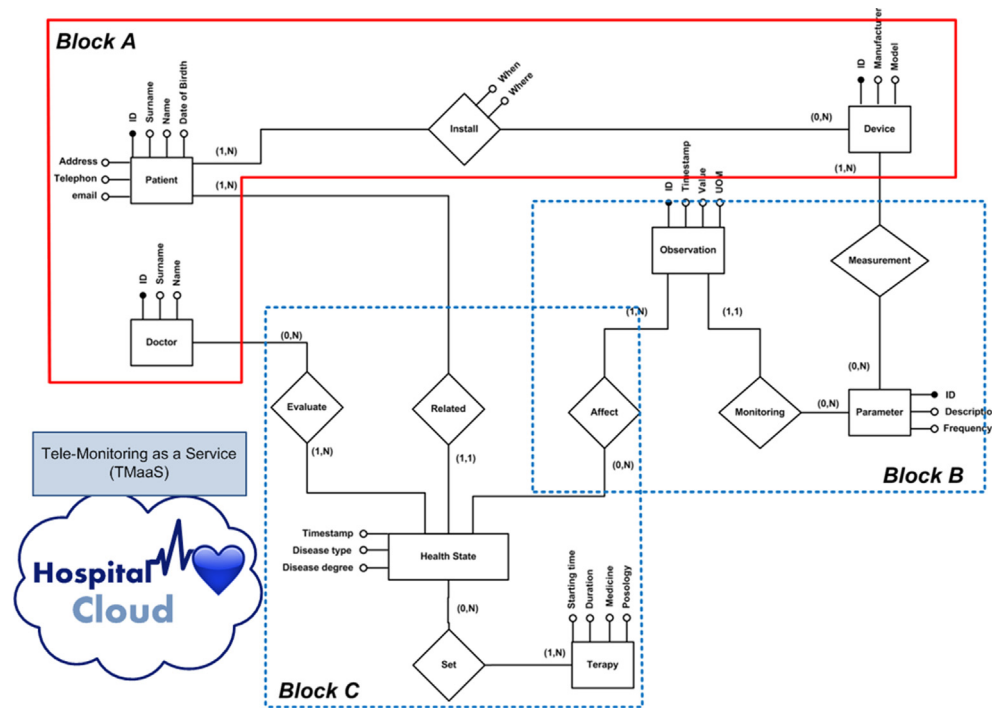 Block A
ID
Surname
Name
Date of Birdth
Address
Telephon
email
Patient
(1,N)
(1,N)
When
Where
Install
(0,N)
ID
Manufacturer
Model
Device
(1,N)
ID
Timestamp
Value
UOM
Observation
(1,N)
(1,1)
Measurement
(0,N)
ID
Surname
Name
Doctor
(0,N)
Evaluate
(1,N)
Related
(1,1)
Affect
(0,N)
Monitoring
(0,N)
Parameter
ID
Descriptio
Frequency
Block B
Tele-Monitoring as a Service
(TMaaS)
Hospital
Cloud
Timestamp
Disease type
Disease degree
Health State
(0,N)
Set
(1,N)
Starting time
Duration
Medicine
Posology
Terapy
Block C